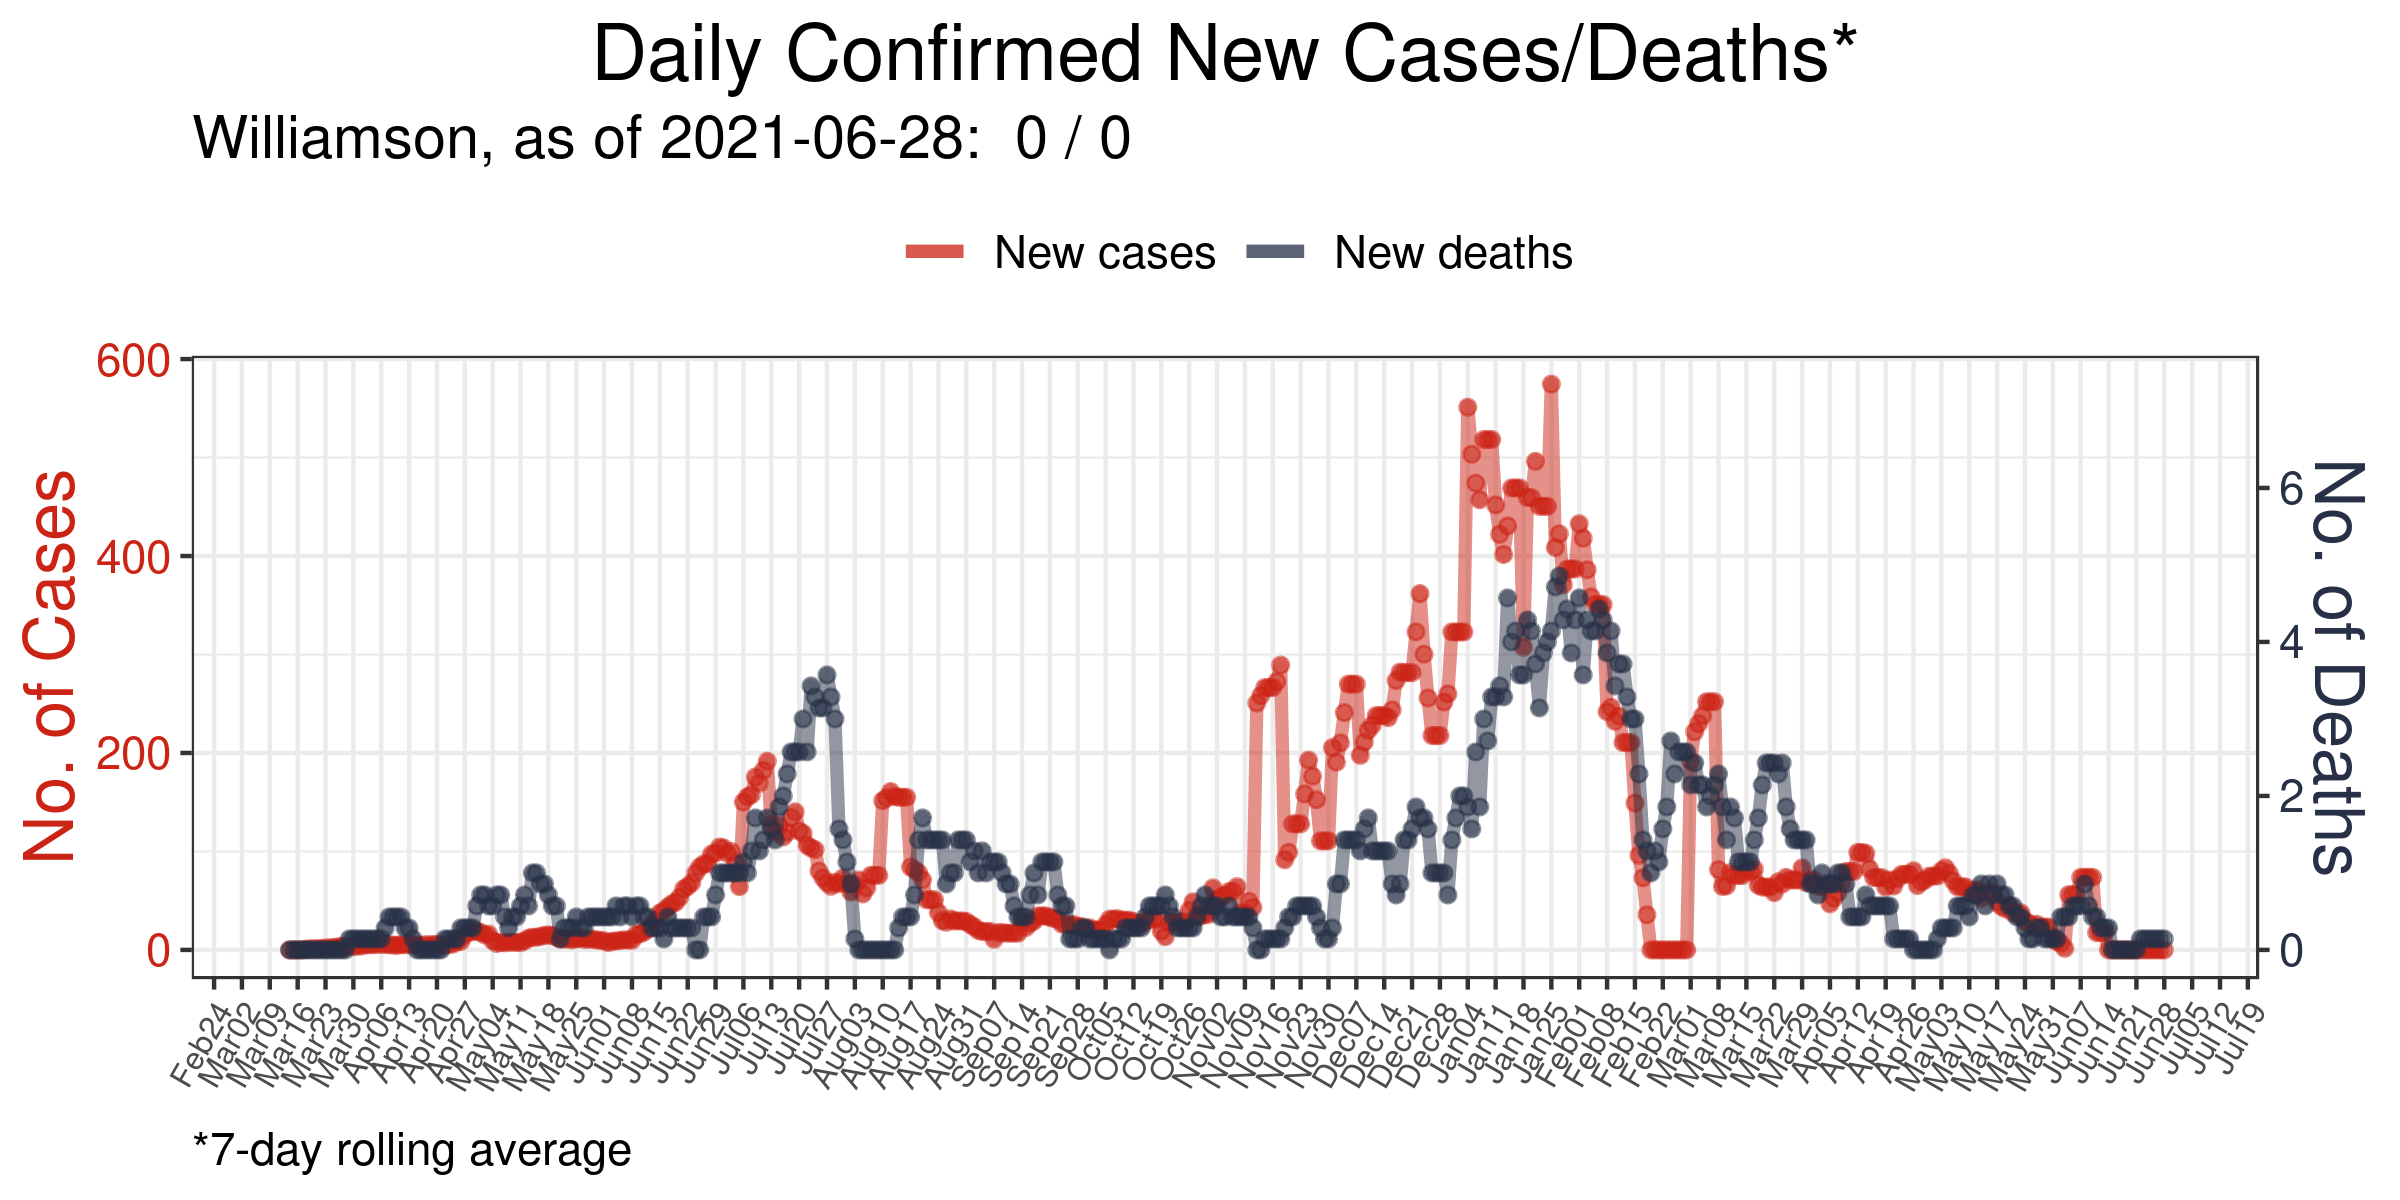 Daily Confirmed New Cases/Deaths*
Williamson, as of 2021-06-28:  0 / 0
New cases
New deaths
600
400
200
0
No. of Cases
6
4
2
0
No. of Deaths
Feb24
Mar02
Mar09
Mar16
Mar23
Mar30
Apr06
Apr13
Apr20
Apr27
May04
May11
May18
May25
Jun01
Jun08
Jun15
Jun22
Jun29
Jul06
Jul13
Jul20
Jul27
Aug03
Aug10
Aug17
Aug24
Aug31
Sep07
Sep14
Sep21
Sep28
Oct05
Oct12
Oct19
Oct26
Nov02
Nov09
Nov16
Nov23
Nov30
Dec07
Dec14
Dec21
Dec28
Jan04
Jan11
Jan18
Jan25
Feb01
Feb08
Feb15
Feb22
Mar01
Mar08
Mar15
Mar22
Mar29
Apr05
Apr12
Apr19
Apr26
May03
May10
May17
May24
May31
Jun07
Jun14
Jun21
Jun28
Jul05
Jul12
Jul19
*7-day rolling average